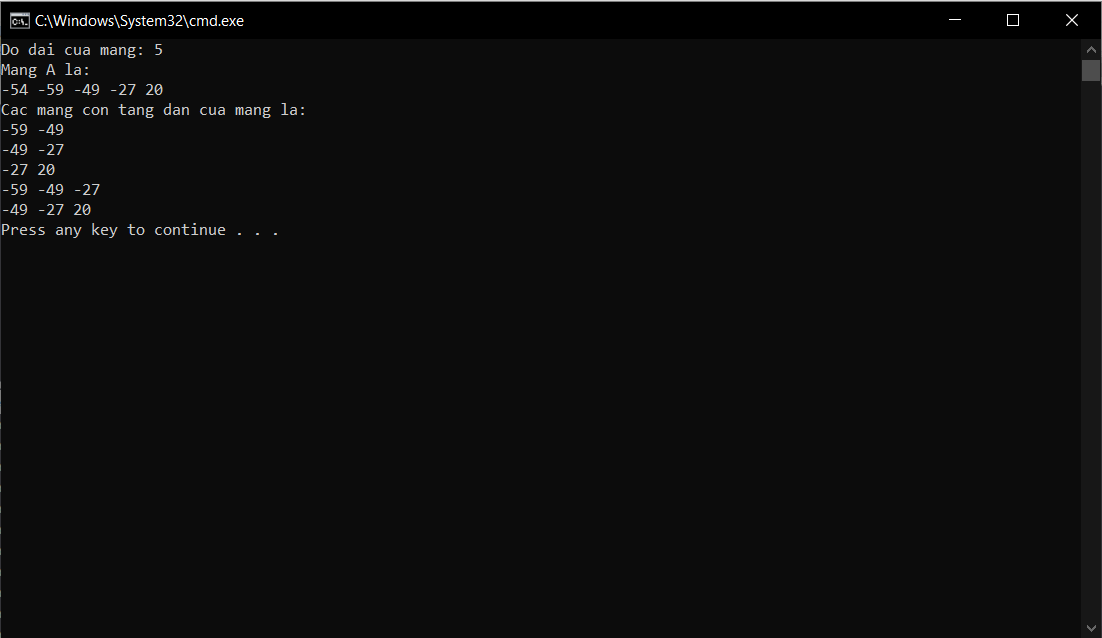 C:\Windows\System32\cmd.exe
Do dai cua mang: 5
Mang A la:
-54 -59 -49 -27 20
Cac mang con tang dan cua mang la:
-59 -49
-49 -27
-27 20
-59 -49 -27
-49 -27 20
Press any key to continue . . .